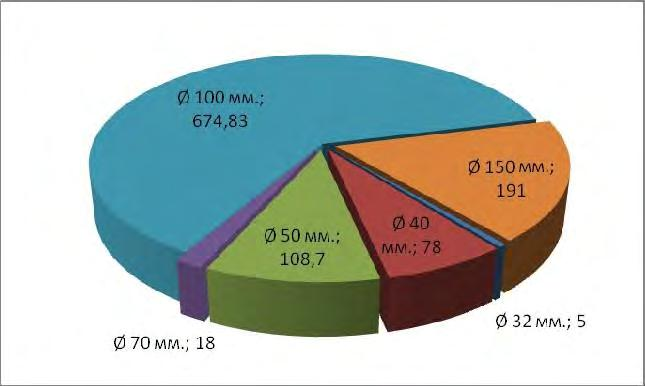 Ø 100 мм.;
674,83
Ø 150 мм.;
191
Ø 40
мм.; 78
Ø 50 мм.;
108,7
Ø 32 мм.; 5
Ø 70 мм.; 18